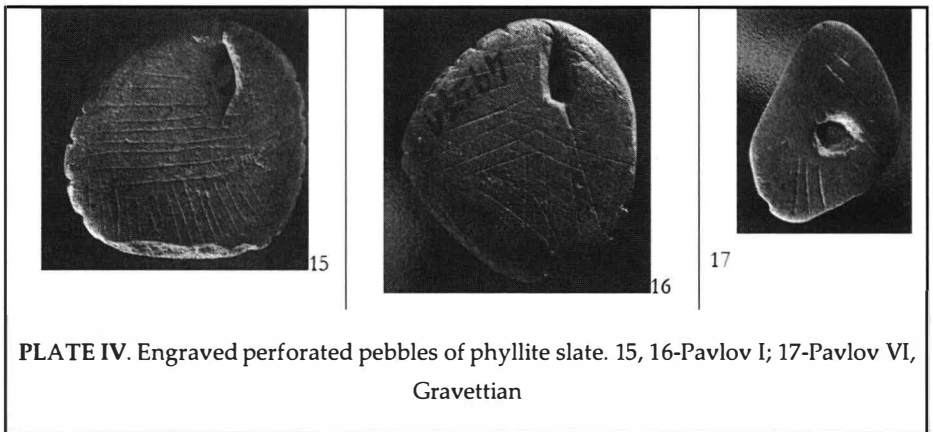 15
16
17
PLATE IV. Engraved perforated pebbles of phyllite slate. 15, 16-Pavlov I; 17-Pavlov VI,
Gravettian